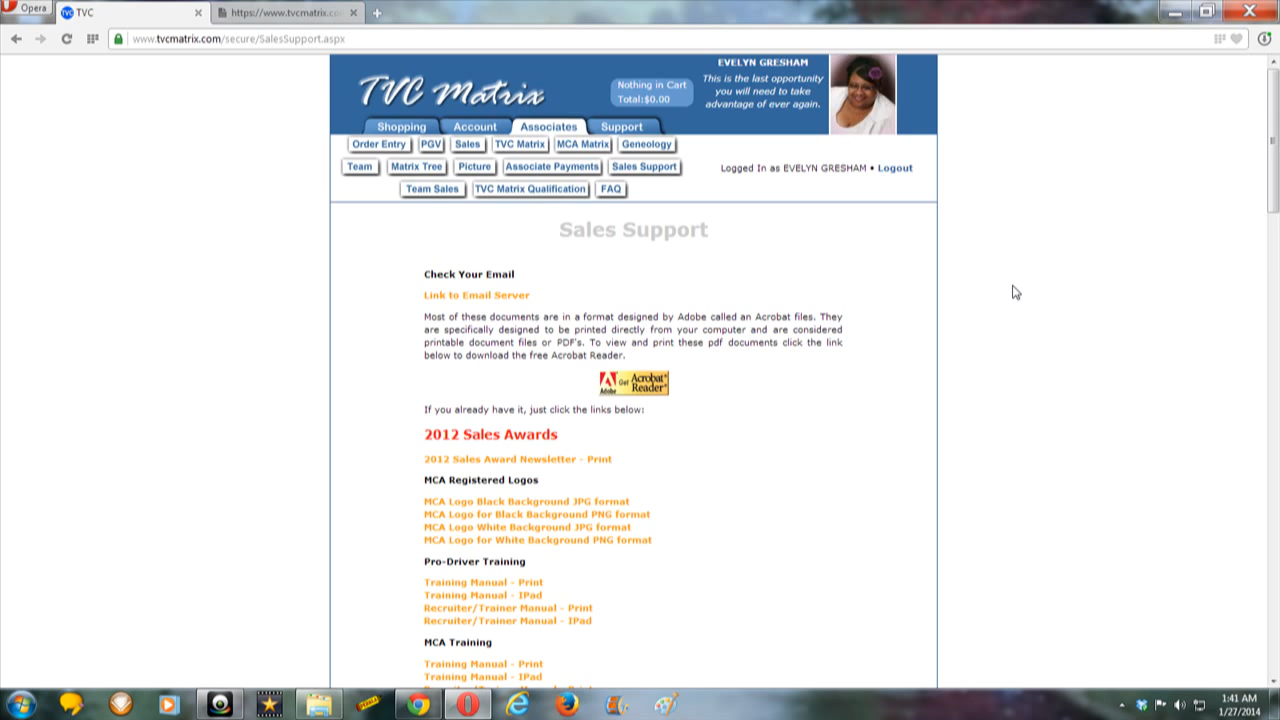 Opera
TVC
https://www.tvcmatrix.co
www.tvcmatrix.com/secure/SalesSupport.aspx
TVC Matrix
Nothing in Cart
Total:$0.00
EVELYN GRESHAM
This is the last opportunity
you will need to take
advantage of ever again.
Shopping Account Associates Support
Order Entry PGV Sales TVC Matrix MCA Matrix Geneology
Team Matrix Tree Picture Associate Payments Sales Support
Team Sales TVC Matrix Qualification FAQ
Logged In as EVELYN GRESHAM • Logout
Sales Support
Check Your Email
Link to Email Server
Most of these documents are in a format designed by Adobe called an Acrobat files. They
are specifically designed to be printed directly from your computer and are considered
printable document files or PDF's. To view and print these pdf documents click the link
below to download the free Acrobat Reader.
Adobe Get Acrobat Reader
If you already have it, just click the links below:
2012 Sales Awards
2012 Sales Award Newsletter - Print
MCA Registered Logos
MCA Logo Black Background JPG format
MCA Logo for Black Background PNG format
MCA Logo White Background JPG format
MCA Logo for White Background PNG format
Pro-Driver Training
Training Manual - Print
Training Manual - IPad
Recruiter/Trainer Manual - Print
Recruiter/Trainer Manual - IPad
MCA Training
Training Manual - Print
Training Manual - IPad
1:41 AM
1/27/2014